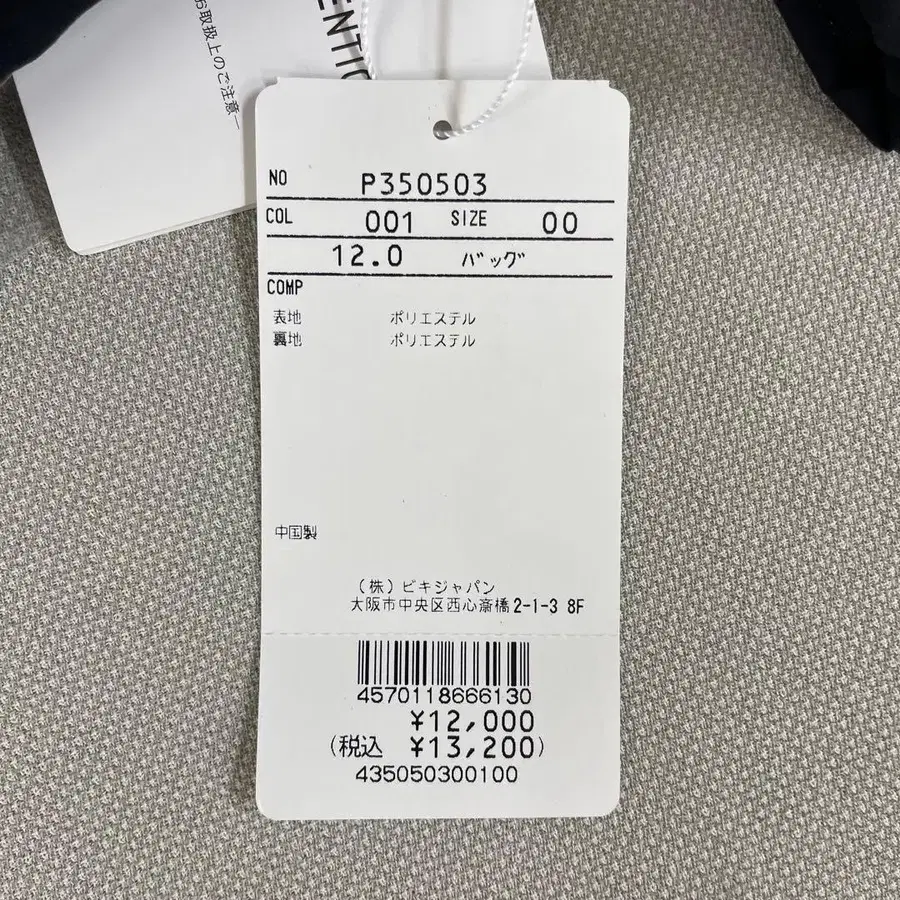 お取扱上のご注意
ENTIO
NO P350503
COL 001 SIZE 00
12.0 バッグ
COMP
表地 ポリエステル
裏地 ポリエステル
中国製
（株）ビキジャパン
大阪市中央区西心斎橋2-1-3 8F
4570118666130
¥12,000
(税込 ¥13,200)
435050300100